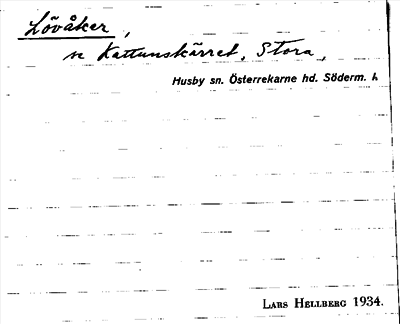 Lövåker,
se Kattunskärret, Stora,
Husby sn. Österrekarne hd. Söderm. l.
LARS HELLBERG 1934.